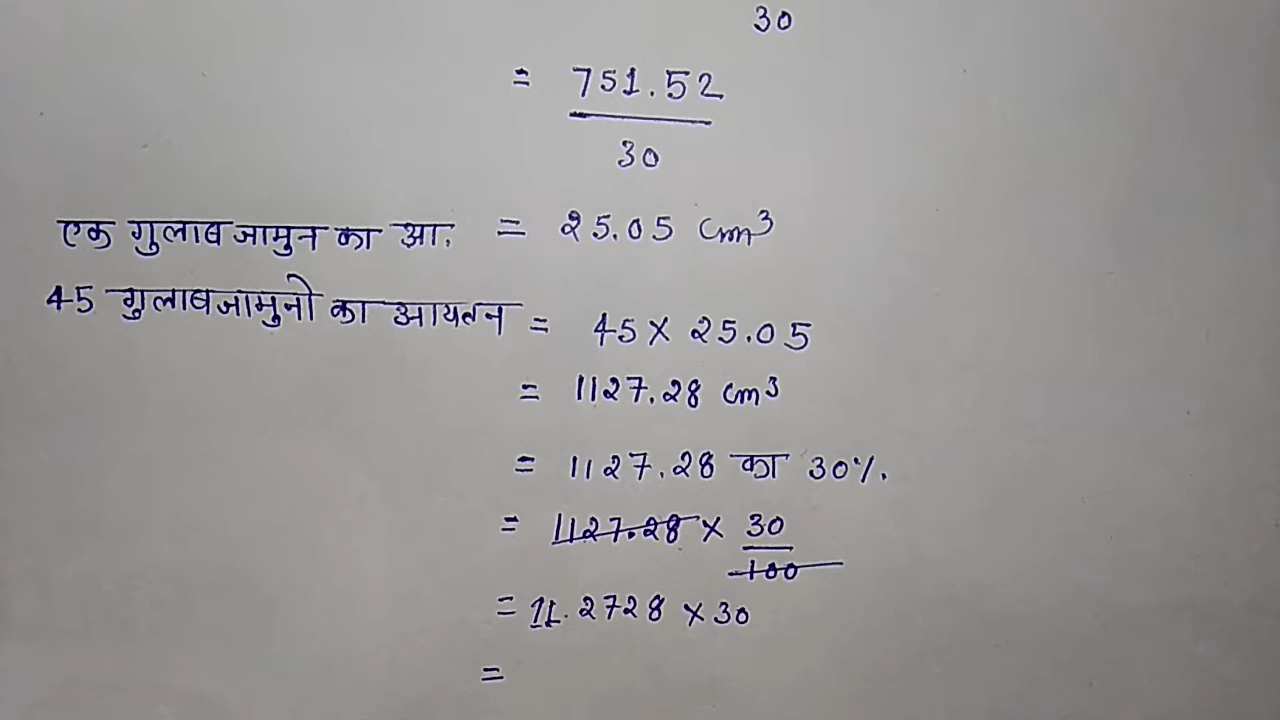 30
= 751.52
30
एक गुलाब जामुन का आ. = 25.05 cm³
45 गुलाबजामुनो का आयतन = 45 × 25.05
= 1127.28 cm³
= 1127.28 का 30%.
= 1127.28 × 30
100
= 11.2728 × 30
=